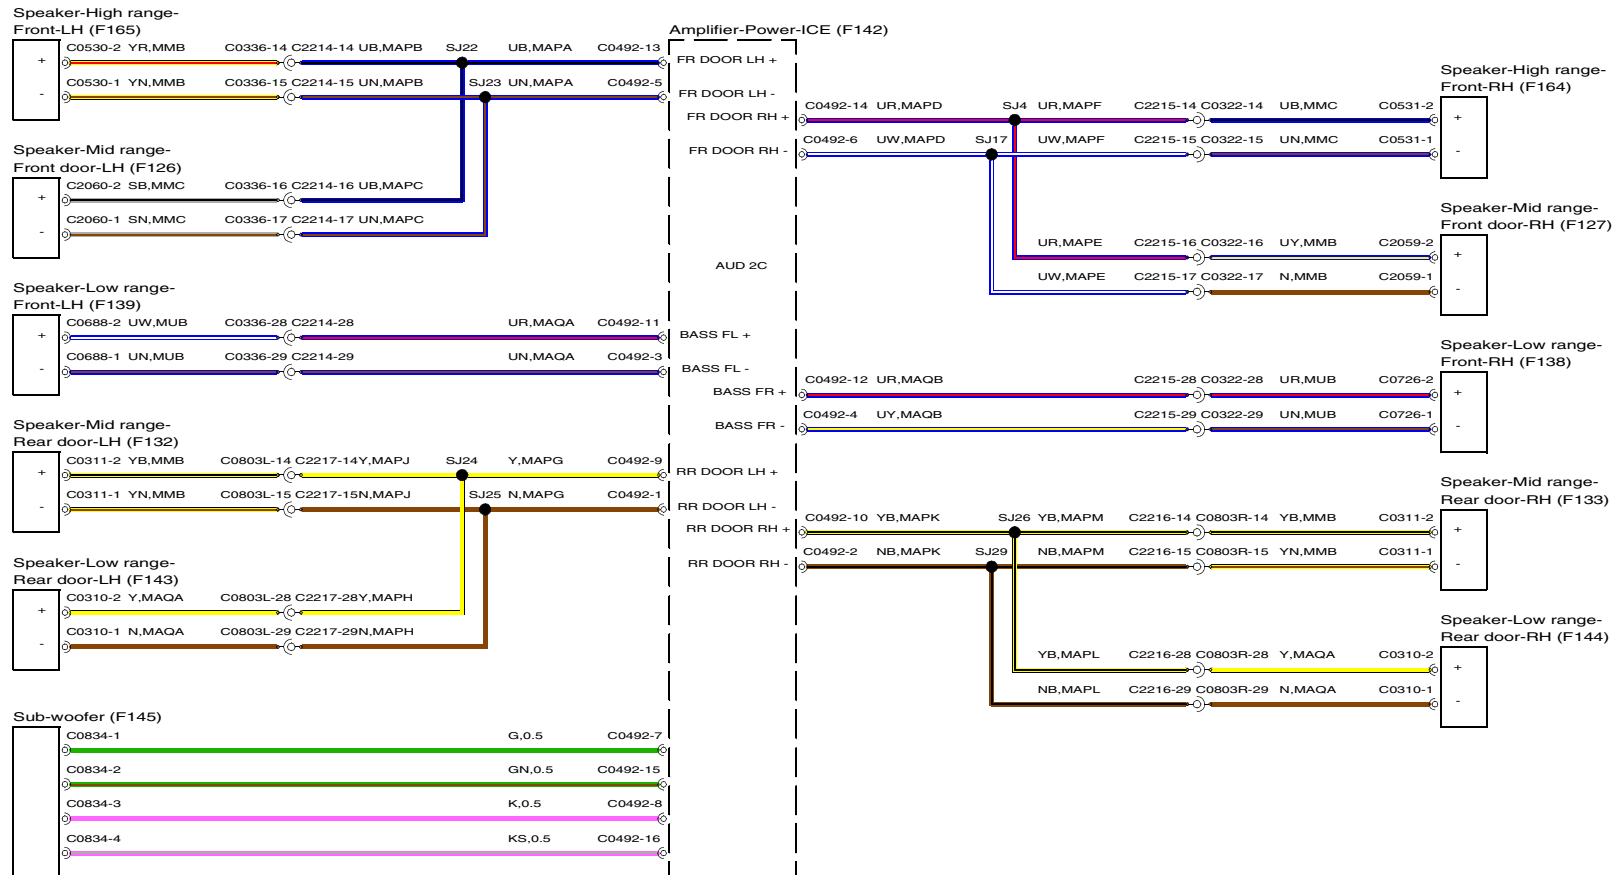 Speaker-High range-
Front-LH (F165)
+ C0530-2 YR,MMB C0336-14 C2214-14 UB,MAPB SJ22 UB,MAPA C0492-13
- C0530-1 YN,MMB C0336-15 C2214-15 UN,MAPB SJ23 UN,MAPA C0492-5
Speaker-Mid range-
Front door-LH (F126)
+ C2060-2 SB,MMC C0336-16 C2214-16 UB,MAPC
- C2060-1 SN,MMC C0336-17 C2214-17 UN,MAPC
Speaker-Low range-
Front-LH (F139)
+ C0688-2 UW,MUB C0336-28 C2214-28 UR,MAQA C0492-11
- C0688-1 UN,MUB C0336-29 C2214-29 UN,MAQA C0492-3
Speaker-Mid range-
Rear door-LH (F132)
+ C0311-2 YB,MMB C0803L-14 C2217-14Y,MAPJ SJ24 Y,MAPG C0492-9
- C0311-1 YN,MMB C0803L-15 C2217-15N,MAPJ SJ25 N,MAPG C0492-1
Speaker-Low range-
Rear door-LH (F143)
+ C0310-2 Y,MAQA C0803L-28 C2217-28Y,MAPH
- C0310-1 N,MAQA C0803L-29 C2217-29N,MAPH
Sub-woofer (F145)
C0834-1 G,0.5 C0492-7
C0834-2 GN,0.5 C0492-15
C0834-3 K,0.5 C0492-8
C0834-4 KS,0.5 C0492-16
Amplifier-Power-ICE (F142)
FR DOOR LH +
FR DOOR LH -
FR DOOR RH +
FR DOOR RH -
AUD 2C
BASS FL +
BASS FL -
BASS FR +
BASS FR -
RR DOOR LH +
RR DOOR LH -
RR DOOR RH +
RR DOOR RH -
Speaker-High range-
Front-RH (F164)
C0492-14 UR,MAPD SJ4 UR,MAPF C2215-14 C0322-14 UB,MMC C0531-2 +
C0492-6 UW,MAPD SJ17 UW,MAPF C2215-15 C0322-15 UN,MMC C0531-1 -
Speaker-Mid range-
Front door-RH (F127)
UR,MAPE C2215-16 C0322-16 UY,MMB C2059-2 +
UW,MAPE C2215-17 C0322-17 N,MMB C2059-1 -
Speaker-Low range-
Front-RH (F138)
C0492-12 UR,MAQB C2215-28 C0322-28 UR,MUB C0726-2 +
C0492-4 UY,MAQB C2215-29 C0322-29 UN,MUB C0726-1 -
Speaker-Mid range-
Rear door-RH (F133)
C0492-10 YB,MAPK SJ26 YB,MAPM C2216-14 C0803R-14 YB,MMB C0311-2 +
C0492-2 NB,MAPK SJ29 NB,MAPM C2216-15 C0803R-15 YN,MMB C0311-1 -
Speaker-Low range-
Rear door-RH (F144)
YB,MAPL C2216-28 C0803R-28 Y,MAQA C0310-2 +
NB,MAPL C2216-29 C0803R-29 N,MAQA C0310-1 -